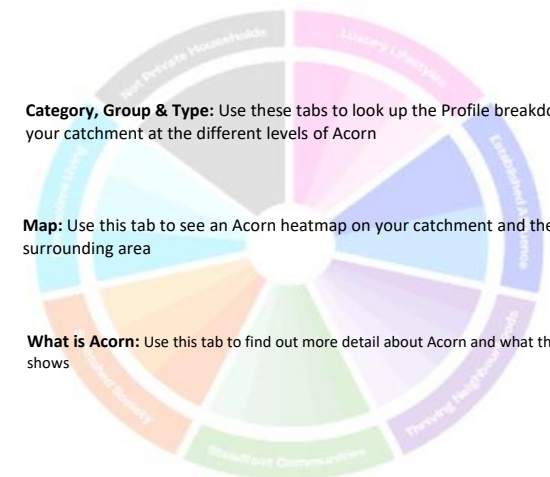 Not Private Households
Luxury Lifestyles
Category, Group & Type: Use these tabs to look up the Profile breakdo
your catchment at the different levels of Acorn
Established Affluence
Map: Use this tab to see an Acorn heatmap on your catchment and the
surrounding area
What is Acorn: Use this tab to find out more detail about Acorn and what th
shows
Thriving Neighbourhoods
Steadfast Communities